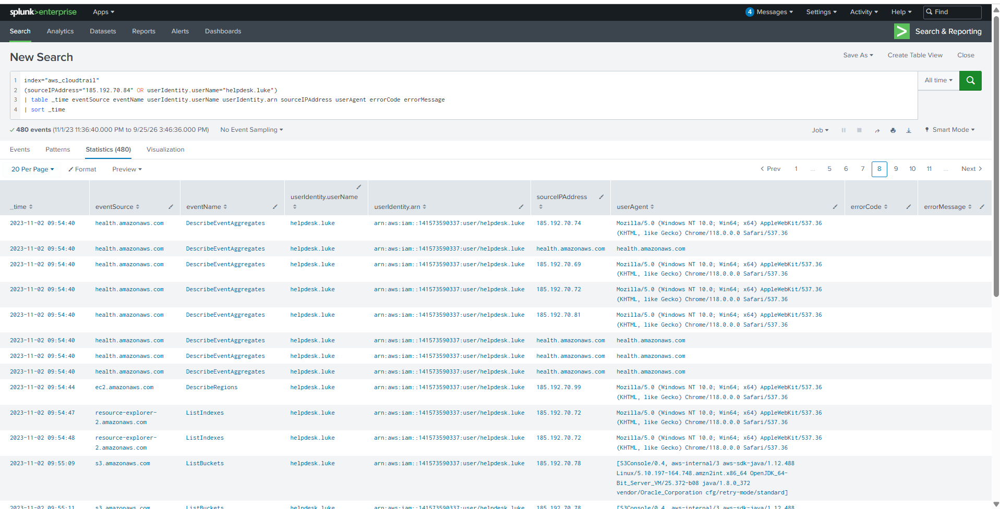 splunk>enterprise Apps 4 Messages Settings Activity Help Find
Search Analytics Datasets Reports Alerts Dashboards Search & Reporting
New Search Save As Create Table View Close
1 index="aws_cloudtrail" All time
2 (sourceIPAddress="185.192.70.84" OR userIdentity.userName="helpdesk.luke")
3 | table _time eventSource eventName userIdentity.userName userIdentity.arn sourceIPAddress userAgent errorCode errorMessage
4 | sort _time
480 events (11/1/23 11:36:40.000 PM to 9/25/26 3:46:36.000 PM) No Event Sampling Job Smart Mode
Events Patterns Statistics (480) Visualization
20 Per Page Format Preview < Prev 1 ... 5 6 7 8 9 10 11 ... Next >
_time eventSource eventName userIdentity.userName userIdentity.arn sourceIPAddress userAgent errorCode errorMessage
2023-11-02 09:54:40 health.amazonaws.com DescribeEventAggregates helpdesk.luke arn:aws:iam::141573590337:user/helpdesk.luke 185.192.70.74 Mozilla/5.0 (Windows NT 10.0; Win64; x64) AppleWebKit/537.36
(KHTML, like Gecko) Chrome/118.0.0.0 Safari/537.36
2023-11-02 09:54:40 health.amazonaws.com DescribeEventAggregates helpdesk.luke arn:aws:iam::141573590337:user/helpdesk.luke health.amazonaws.com health.amazonaws.com
2023-11-02 09:54:40 health.amazonaws.com DescribeEventAggregates helpdesk.luke arn:aws:iam::141573590337:user/helpdesk.luke 185.192.70.69 Mozilla/5.0 (Windows NT 10.0; Win64; x64) AppleWebKit/537.36
(KHTML, like Gecko) Chrome/118.0.0.0 Safari/537.36
2023-11-02 09:54:40 health.amazonaws.com DescribeEventAggregates helpdesk.luke arn:aws:iam::141573590337:user/helpdesk.luke 185.192.70.72 Mozilla/5.0 (Windows NT 10.0; Win64; x64) AppleWebKit/537.36
(KHTML, like Gecko) Chrome/118.0.0.0 Safari/537.36
2023-11-02 09:54:40 health.amazonaws.com DescribeEventAggregates helpdesk.luke arn:aws:iam::141573590337:user/helpdesk.luke 185.192.70.81 Mozilla/5.0 (Windows NT 10.0; Win64; x64) AppleWebKit/537.36
(KHTML, like Gecko) Chrome/118.0.0.0 Safari/537.36
2023-11-02 09:54:40 health.amazonaws.com DescribeEventAggregates helpdesk.luke arn:aws:iam::141573590337:user/helpdesk.luke health.amazonaws.com health.amazonaws.com
2023-11-02 09:54:40 health.amazonaws.com DescribeEventAggregates helpdesk.luke arn:aws:iam::141573590337:user/helpdesk.luke health.amazonaws.com health.amazonaws.com
2023-11-02 09:54:40 health.amazonaws.com DescribeEventAggregates helpdesk.luke arn:aws:iam::141573590337:user/helpdesk.luke health.amazonaws.com health.amazonaws.com
2023-11-02 09:54:44 ec2.amazonaws.com DescribeRegions helpdesk.luke arn:aws:iam::141573590337:user/helpdesk.luke 185.192.70.99 Mozilla/5.0 (Windows NT 10.0; Win64; x64) AppleWebKit/537.36
(KHTML, like Gecko) Chrome/118.0.0.0 Safari/537.36
2023-11-02 09:54:47 resource-explorer- ListIndexes helpdesk.luke arn:aws:iam::141573590337:user/helpdesk.luke 185.192.70.72 Mozilla/5.0 (Windows NT 10.0; Win64; x64) AppleWebKit/537.36
2.amazonaws.com (KHTML, like Gecko) Chrome/118.0.0.0 Safari/537.36
2023-11-02 09:54:48 resource-explorer- ListIndexes helpdesk.luke arn:aws:iam::141573590337:user/helpdesk.luke 185.192.70.72 Mozilla/5.0 (Windows NT 10.0; Win64; x64) AppleWebKit/537.36
2.amazonaws.com (KHTML, like Gecko) Chrome/118.0.0.0 Safari/537.36
2023-11-02 09:55:09 s3.amazonaws.com ListBuckets helpdesk.luke arn:aws:iam::141573590337:user/helpdesk.luke 185.192.70.78 [S3Console/0.4, aws-internal/3 aws-sdk-java/1.12.488
Linux/5.10.197-164.748.amzn2int.x86_64 OpenJDK_64-
Bit_Server_VM/25.372-b08 java/1.8.0_372
vendor/Oracle_Corporation cfg/retry-mode/standard]
2023-11-02 09:55:11 s3.amazonaws.com ListBuckets helpdesk.luke arn:aws:iam::141573590337:user/helpdesk.luke 185.192.70.78 [S3Console/0.4, aws-internal/3 aws-sdk-java/1.12.488